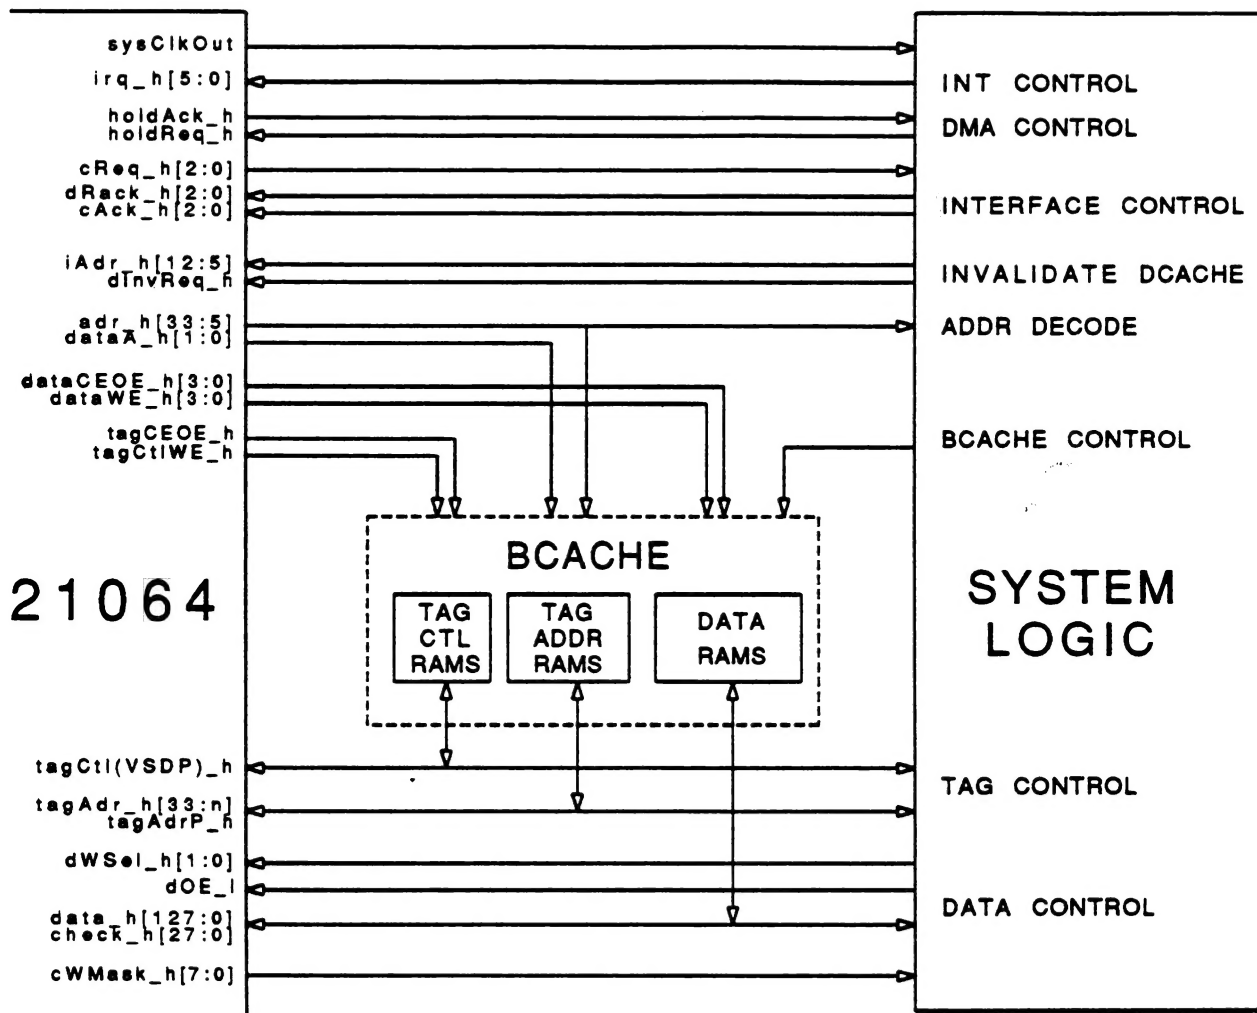 sysClkOut
irq_h[5:0]
INT CONTROL
holdAck_h
holdReq_h
DMA CONTROL
cReq_h[2:0]
dRack_h[2:0]
cAck_h[2:0]
INTERFACE CONTROL
iAdr_h[12:5]
dInvReq_h
INVALIDATE DCACHE
adr_h[33:5]
dataA_h[1:0]
ADDR DECODE
dataCEOE_h[3:0]
dataWE_h[3:0]
tagCEOE_h
tagCtlWE_h
BCACHE CONTROL
BCACHE
21064
TAG
CTL
RAMS
TAG
ADDR
RAMS
DATA
RAMS
SYSTEM
LOGIC
tagCtl(VSDP)_h
TAG CONTROL
tagAdr_h[33:n]
tagAdrP_h
dWSel_h[1:0]
dOE_l
data_h[127:0]
check_h[27:0]
DATA CONTROL
cWMask_h[7:0]